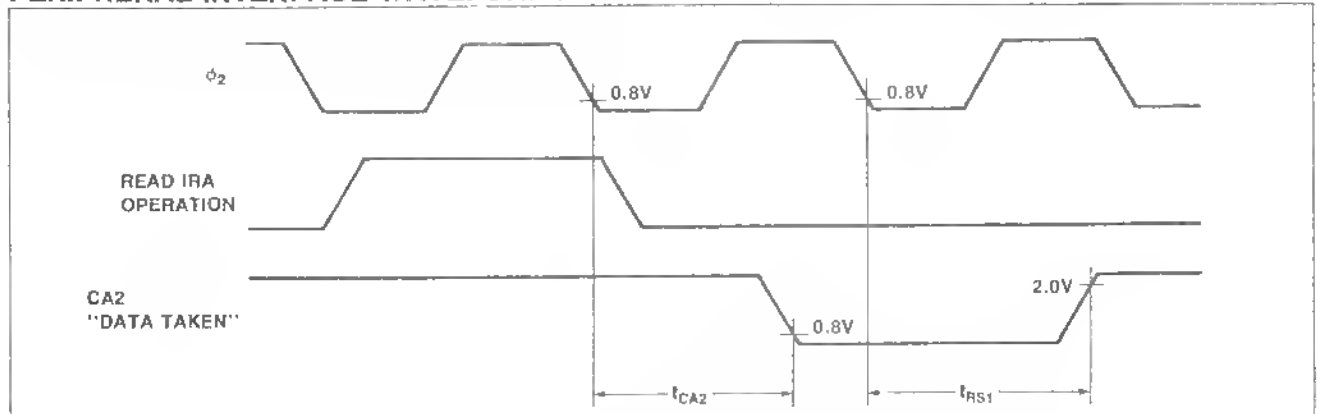 ϕ2
0.8V
0.8V
READ IRA
OPERATION
CA2
"DATA TAKEN"
2.0V
0.8V
tCA2
tRS1